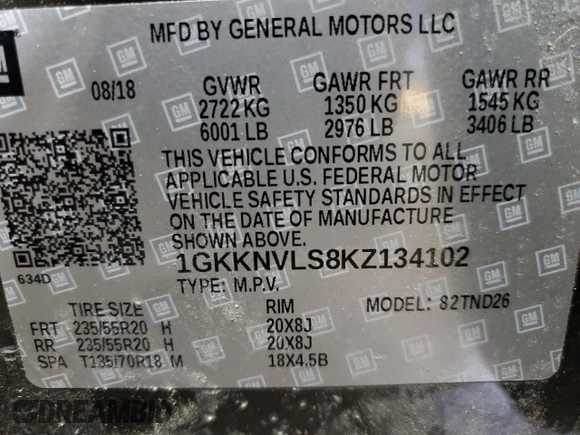 MFD BY GENERAL MOTORS LLC
GM
08/18 GVWR GAWR FRT GAWR RR
2722 KG 1350 KG 1545 KG
6001 LB 2976 LB 3406 LB
THIS VEHICLE CONFORMS TO ALL
APPLICABLE U.S. FEDERAL MOTOR
VEHICLE SAFETY STANDARDS IN EFFECT
ON THE DATE OF MANUFACTURE
SHOWN ABOVE.
634D
1GKKNVLS8KZ134102
TYPE: M.P.V.
TIRE SIZE RIM MODEL: 82TND26
FRT 235/55R20 H 20X8J
RR 235/55R20 H 20X8J
SPA T135/70R18 M 18X4.5B
DREAMBID